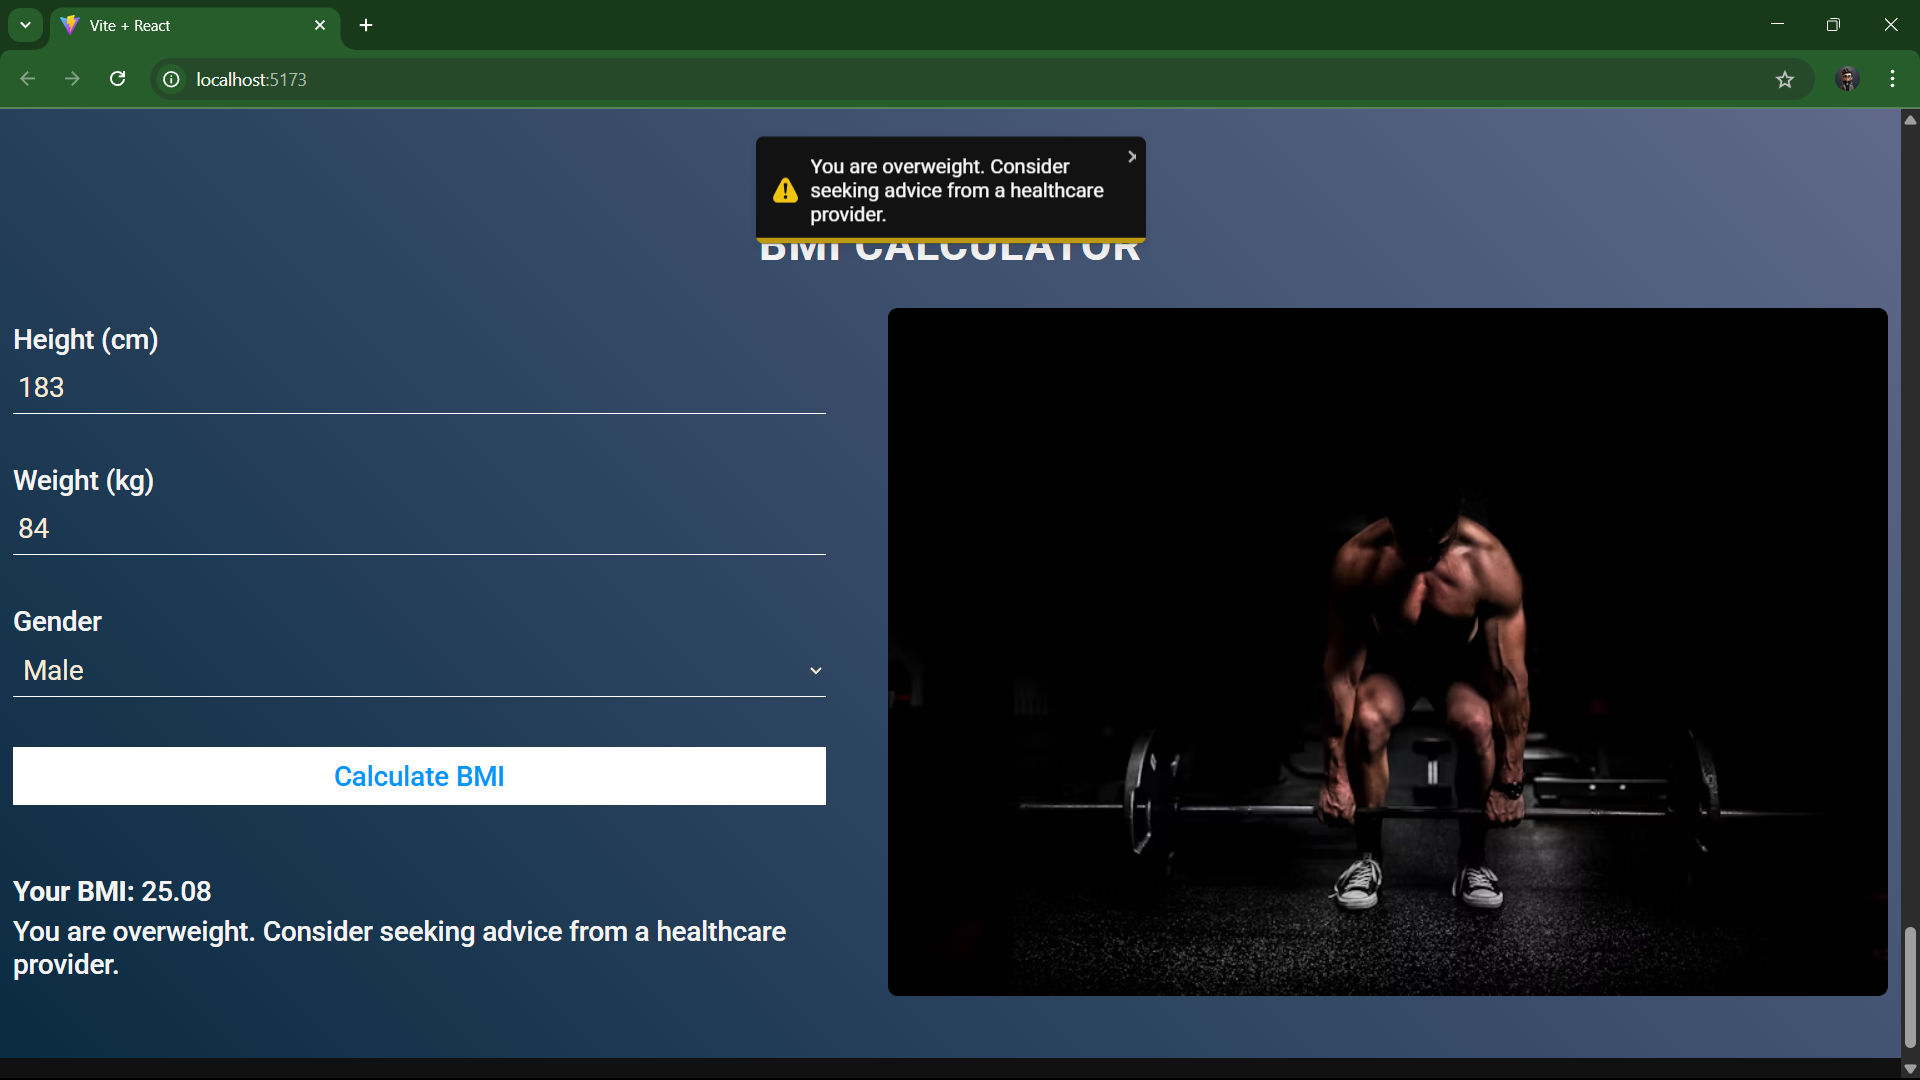 Vite + React
localhost:5173
You are overweight. Consider
seeking advice from a healthcare
provider.
BMI CALCULATOR
Height (cm)
183
Weight (kg)
84
Gender
Male
Calculate BMI
Your BMI: 25.08
You are overweight. Consider seeking advice from a healthcare
provider.